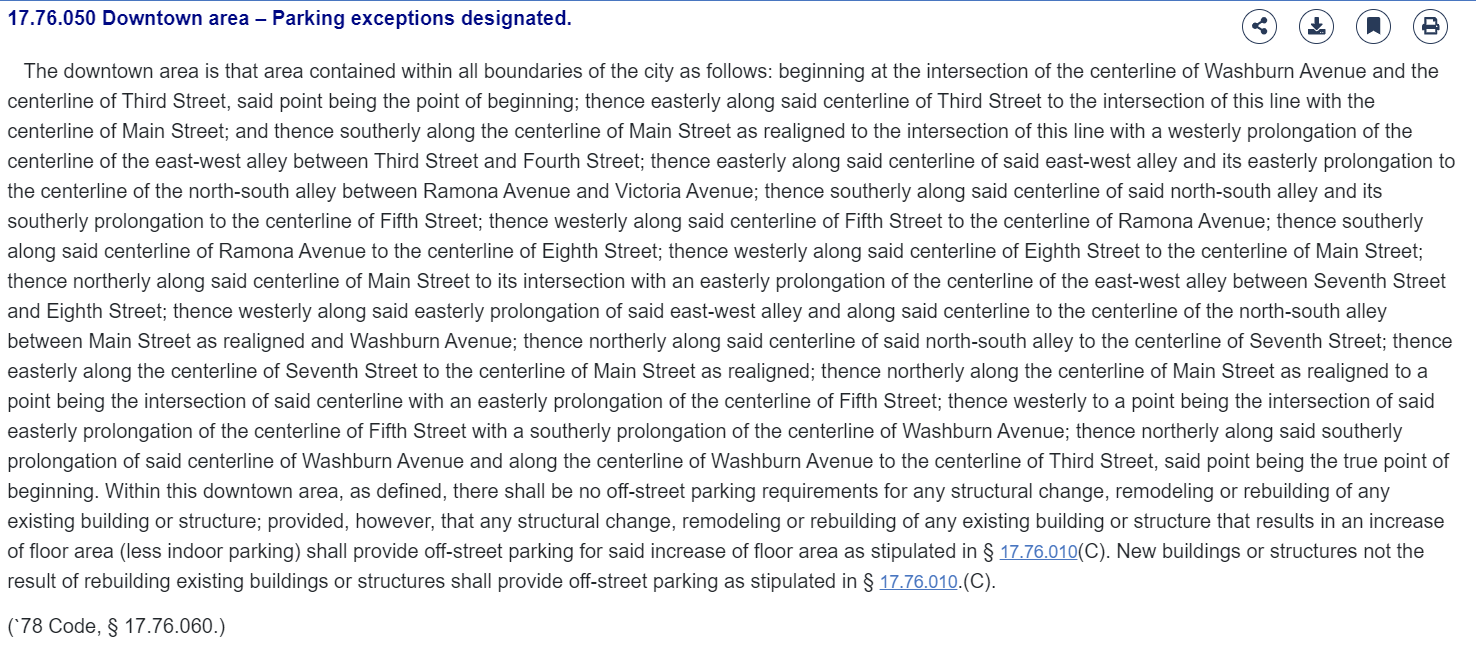 17.76.050 Downtown area – Parking exceptions designated.
The downtown area is that area contained within all boundaries of the city as follows: beginning at the intersection of the centerline of Washburn Avenue and the
centerline of Third Street, said point being the point of beginning; thence easterly along said centerline of Third Street to the intersection of this line with the
centerline of Main Street; and thence southerly along the centerline of Main Street as realigned to the intersection of this line with a westerly prolongation of the
centerline of the east-west alley between Third Street and Fourth Street; thence easterly along said centerline of said east-west alley and its easterly prolongation to
the centerline of the north-south alley between Ramona Avenue and Victoria Avenue; thence southerly along said centerline of said north-south alley and its
southerly prolongation to the centerline of Fifth Street; thence westerly along said centerline of Fifth Street to the centerline of Ramona Avenue; thence southerly
along said centerline of Ramona Avenue to the centerline of Eighth Street; thence westerly along said centerline of Eighth Street to the centerline of Main Street;
thence northerly along said centerline of Main Street to its intersection with an easterly prolongation of the centerline of the east-west alley between Seventh Street
and Eighth Street; thence westerly along said easterly prolongation of said east-west alley and along said centerline to the centerline of the north-south alley
between Main Street as realigned and Washburn Avenue; thence northerly along said centerline of said north-south alley to the centerline of Seventh Street; thence
easterly along the centerline of Seventh Street to the centerline of Main Street as realigned; thence northerly along the centerline of Main Street as realigned to a
point being the intersection of said centerline with an easterly prolongation of the centerline of Fifth Street; thence westerly to a point being the intersection of said
easterly prolongation of the centerline of Fifth Street with a southerly prolongation of the centerline of Washburn Avenue; thence northerly along said southerly
prolongation of said centerline of Washburn Avenue and along the centerline of Washburn Avenue to the centerline of Third Street, said point being the true point of
beginning. Within this downtown area, as defined, there shall be no off-street parking requirements for any structural change, remodeling or rebuilding of any
existing building or structure; provided, however, that any structural change, remodeling or rebuilding of any existing building or structure that results in an increase
of floor area (less indoor parking) shall provide off-street parking for said increase of floor area as stipulated in § 17.76.010(C). New buildings or structures not the
result of rebuilding existing buildings or structures shall provide off-street parking as stipulated in § 17.76.010.(C).
(`78 Code, § 17.76.060.)